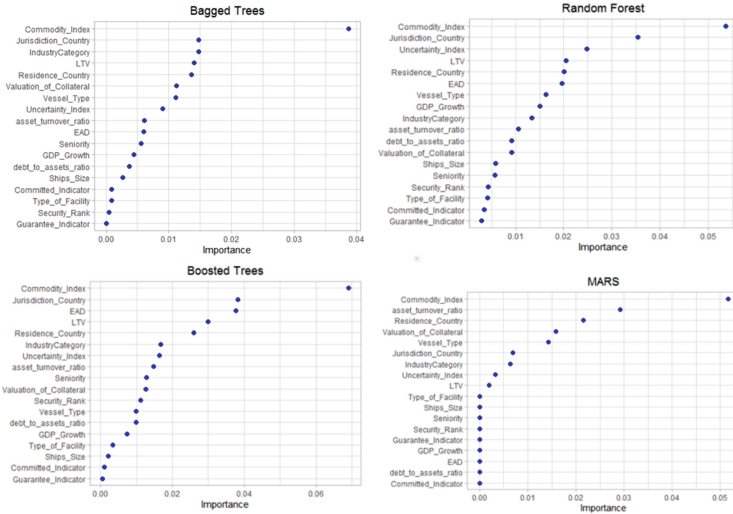 Bagged Trees
Commodity_Index
Jurisdiction_Country
IndustryCategory
LTV
Residence_Country
Valuation_of_Collateral
Vessel_Type
Uncertainty_Index
asset_turnover_ratio
EAD
Seniority
GDP_Growth
debt_to_assets_ratio
Ships_Size
Committed_Indicator
Type_of_Facility
Security_Rank
Guarantee_Indicator
0.00 0.01 0.02 0.03 0.04
Importance
Random Forest
Commodity_Index
Jurisdiction_Country
Uncertainty_Index
LTV
Residence_Country
EAD
Vessel_Type
GDP_Growth
IndustryCategory
asset_turnover_ratio
debt_to_assets_ratio
Valuation_of_Collateral
Ships_Size
Seniority
Security_Rank
Type_of_Facility
Committed_Indicator
Guarantee_Indicator
0.01 0.02 0.03 0.04 0.05
Importance
Boosted Trees
Commodity_Index
Jurisdiction_Country
EAD
LTV
Residence_Country
IndustryCategory
Uncertainty_Index
asset_turnover_ratio
Seniority
Valuation_of_Collateral
Security_Rank
Vessel_Type
debt_to_assets_ratio
GDP_Growth
Type_of_Facility
Ships_Size
Committed_Indicator
Guarantee_Indicator
0.00 0.02 0.04 0.06
Importance
MARS
Commodity_Index
asset_turnover_ratio
Residence_Country
Valuation_of_Collateral
Vessel_Type
Jurisdiction_Country
IndustryCategory
Uncertainty_Index
LTV
Type_of_Facility
Ships_Size
Seniority
Security_Rank
Guarantee_Indicator
GDP_Growth
EAD
debt_to_assets_ratio
Committed_Indicator
0.00 0.01 0.02 0.03 0.04 0.05
Importance